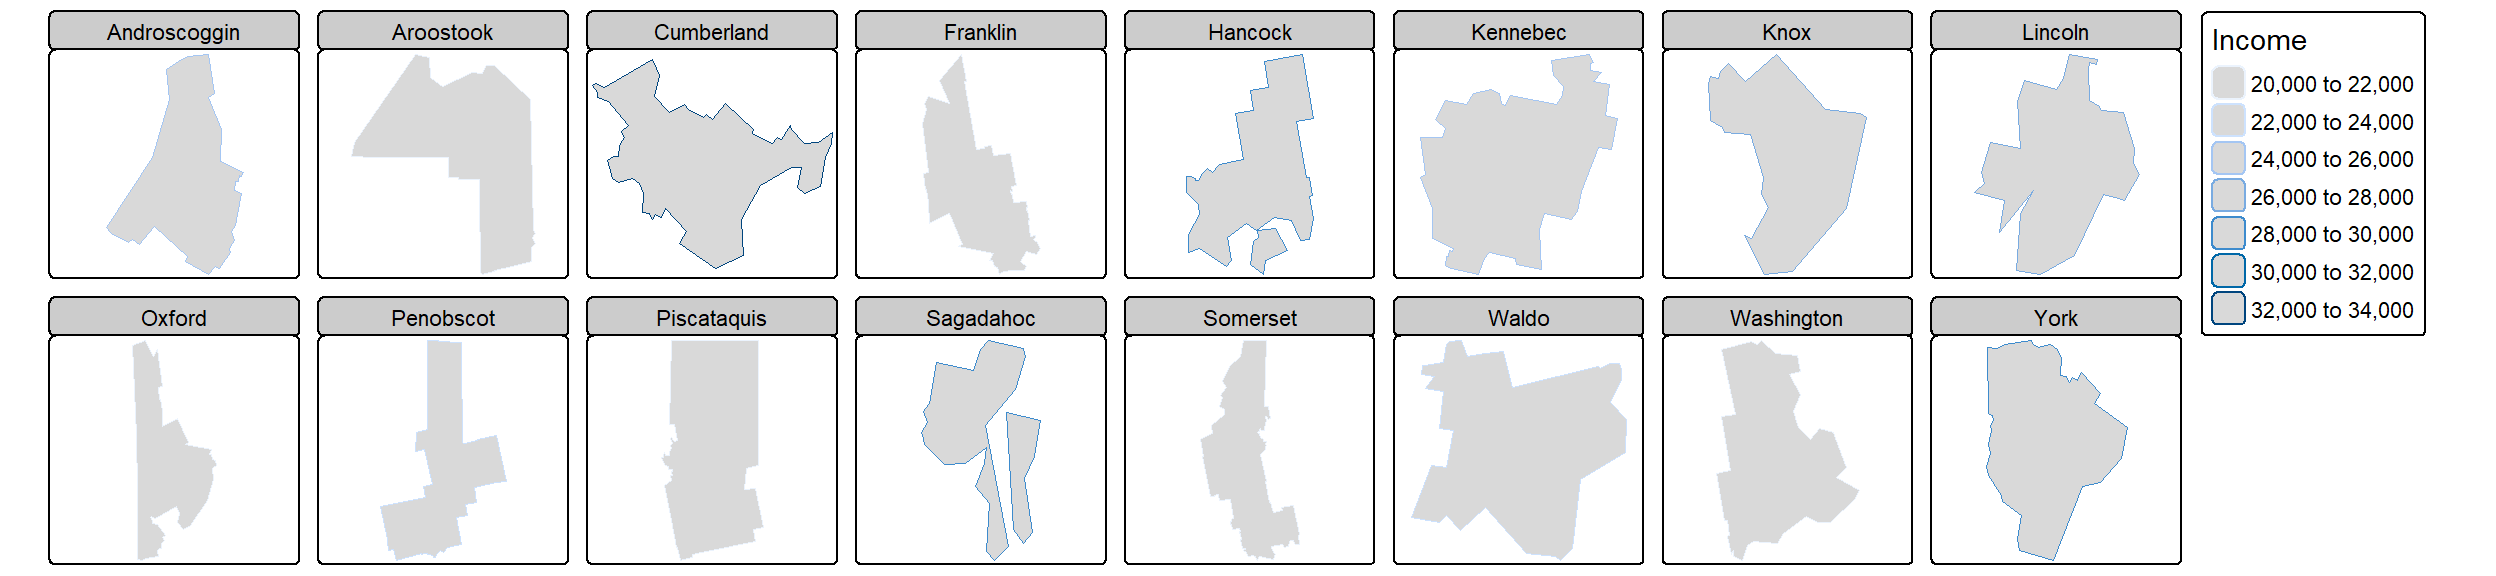 Androscoggin
Aroostook
Cumberland
Franklin
Hancock
Kennebec
Knox
Lincoln
Oxford
Penobscot
Piscataquis
Sagadahoc
Somerset
Waldo
Washington
York
Income
20,000 to 22,000
22,000 to 24,000
24,000 to 26,000
26,000 to 28,000
28,000 to 30,000
30,000 to 32,000
32,000 to 34,000